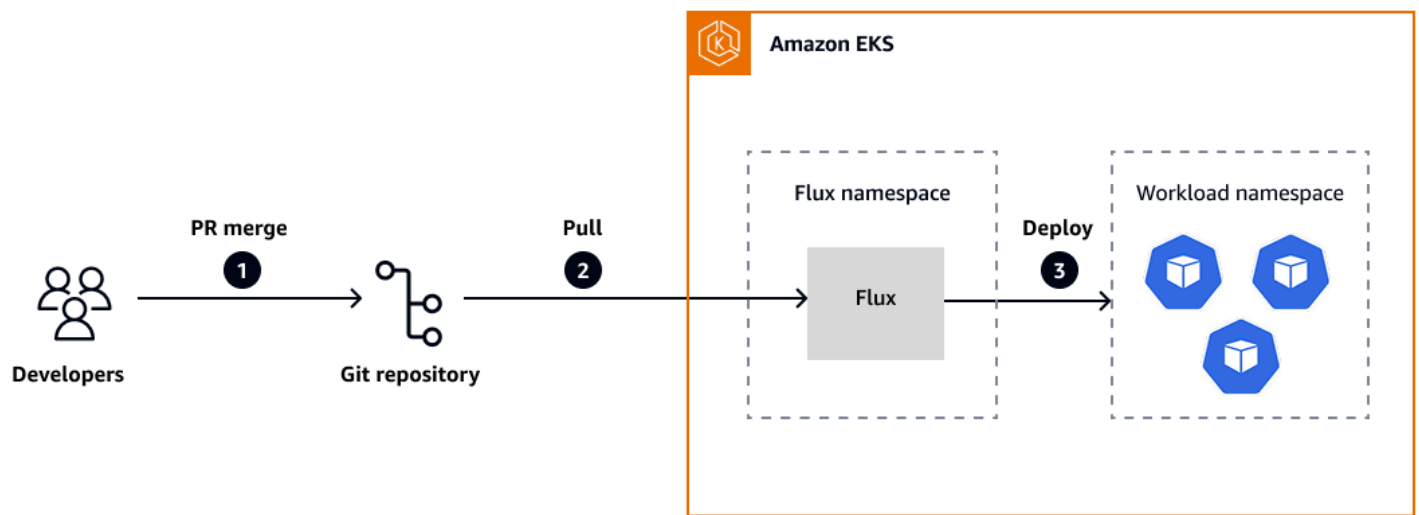 Amazon EKS
Flux namespace
Workload namespace
PR merge
1
Pull
2
Deploy
3
Flux
Developers
Git repository
K